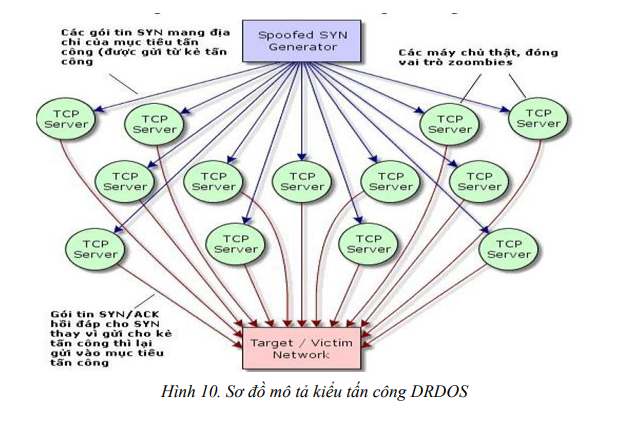 Các gói tin SYN mang địa
chỉ của mục tiêu tấn
công (được gửi từ kẻ tấn
công
Spoofed SYN
Generator
Các máy chủ thật, đóng
vai trò zoombies
TCP
Server
TCP
Server
TCP
Server
TCP
Server
TCP
Server
TCP
Server
TCP
Server
TCP
Server
TCP
Server
TCP
Server
TCP
Server
TCP
Server
TCP
Server
Gói tin SYN/ACK
hồi đáp cho SYN
thay vì gửi cho kẻ
tấn công thì lại
gửi vào mục tiêu
tấn công
Target / Victim
Network
Hình 10. Sơ đồ mô tả kiểu tấn công DRDOS